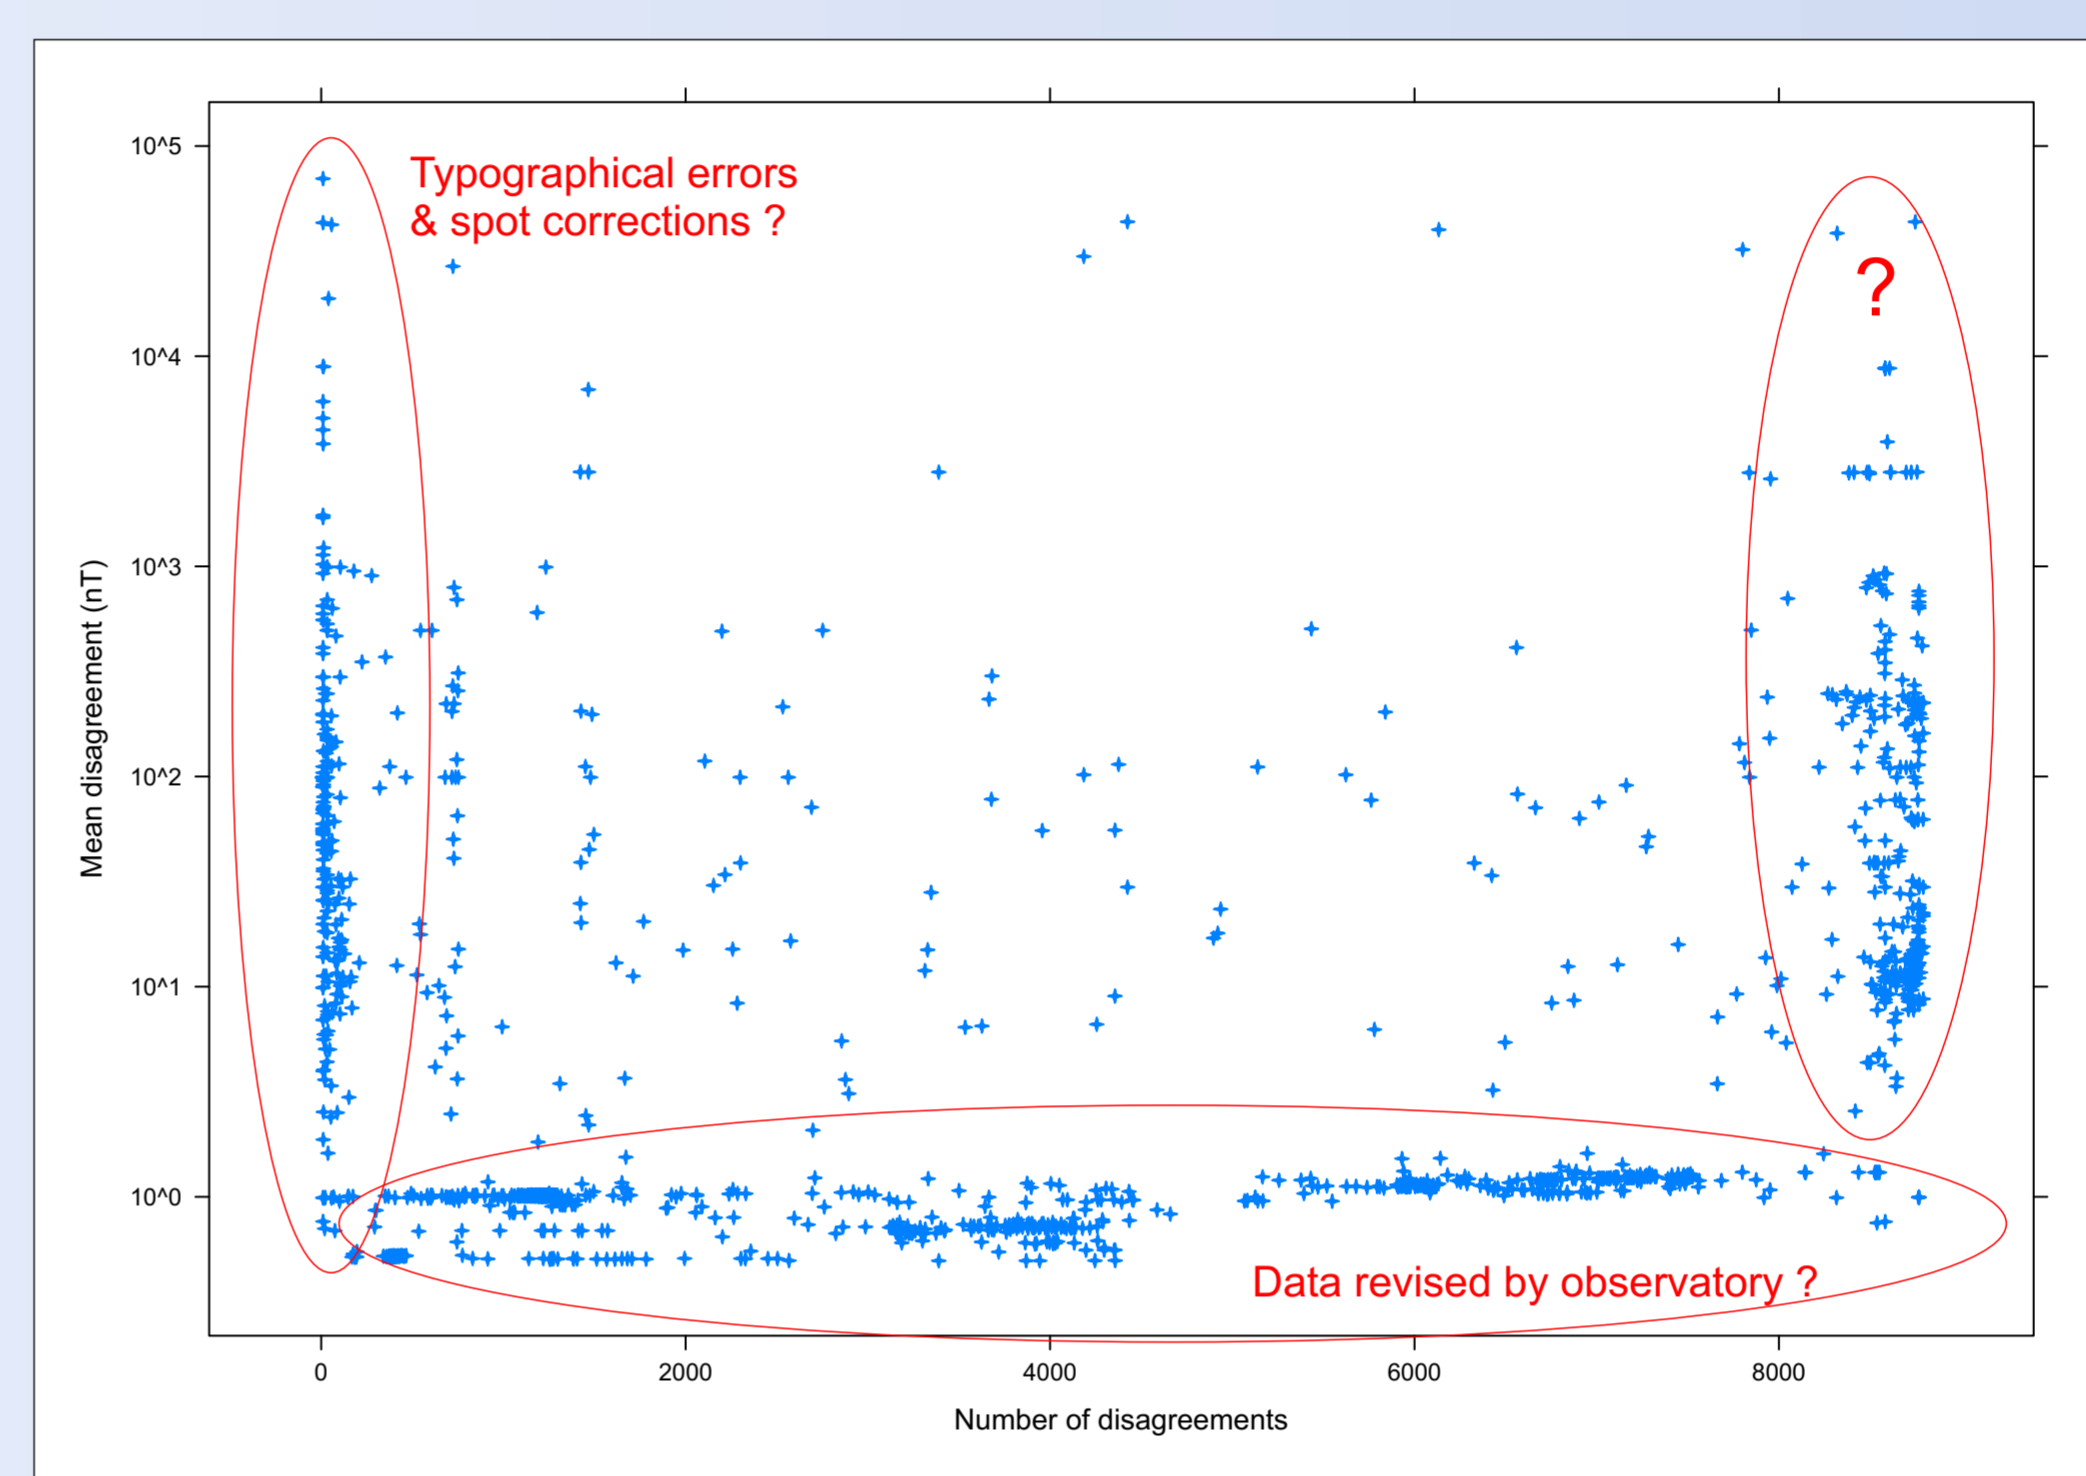 Typographical errors
& spot corrections ?
?
Data revised by observatory ?
Mean disagreement (nT)
10^5
10^4
10^3
10^2
10^1
10^0
0 2000 4000 6000 8000
Number of disagreements